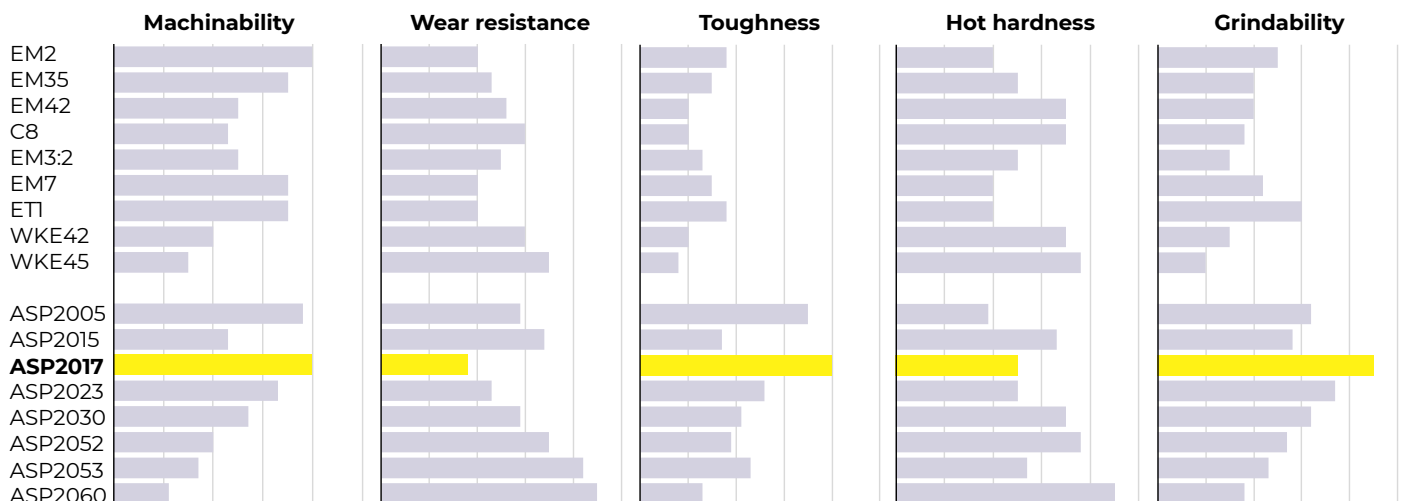 Machinability Wear resistance Toughness Hot hardness Grindability
EM2
EM35
EM42
C8
EM3:2
EM7
ET1
WKE42
WKE45
ASP2005
ASP2015
ASP2017
ASP2023
ASP2030
ASP2052
ASP2053
ASP2060